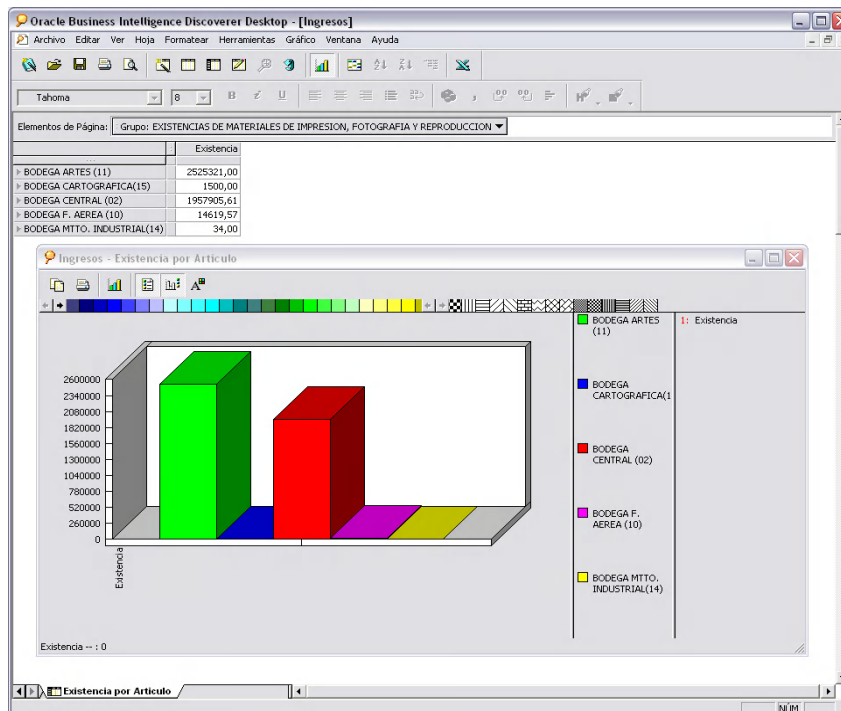 Oracle Business Intelligence Discoverer Desktop - [Ingresos]
Archivo Editar Ver Hoja Formatear Herramientas Gráfico Ventana Ayuda
Tahoma 8 B U
Elementos de Página: Grupo: EXISTENCIAS DE MATERIALES DE IMPRESION, FOTOGRAFIA Y REPRODUCCION
Existencia
BODEGA ARTES (11) 2525321,00
BODEGA CARTOGRAFICA(15) 1500,00
BODEGA CENTRAL (02) 1957905,61
BODEGA F. AEREA (10) 14619,57
BODEGA MTTO. INDUSTRIAL(14) 34,00
Ingresos - Existencia por Articulo
2600000
2340000
2080000
1820000
1560000
1300000
1040000
780000
520000
260000
0
Existencia
BODEGA ARTES
(11)
BODEGA
CARTOGRAFICA(1
BODEGA
CENTRAL (02)
BODEGA F.
AEREA (10)
BODEGA MTTO.
INDUSTRIAL(14)
1: Existencia
Existencia -- : 0
Existencia por Articulo
NÚM